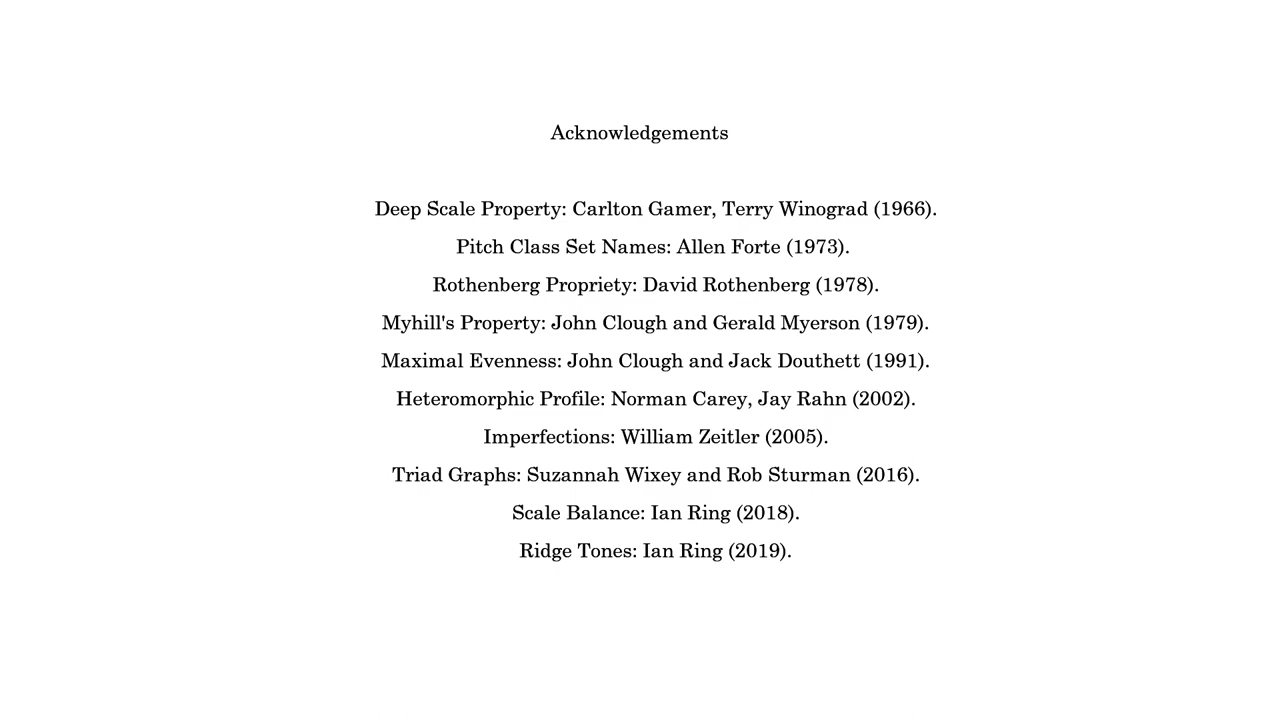 Acknowledgements
Deep Scale Property: Carlton Gamer, Terry Winograd (1966).
Pitch Class Set Names: Allen Forte (1973).
Rothenberg Propriety: David Rothenberg (1978).
Myhill's Property: John Clough and Gerald Myerson (1979).
Maximal Evenness: John Clough and Jack Douthett (1991).
Heteromorphic Profile: Norman Carey, Jay Rahn (2002).
Imperfections: William Zeitler (2005).
Triad Graphs: Suzannah Wixey and Rob Sturman (2016).
Scale Balance: Ian Ring (2018).
Ridge Tones: Ian Ring (2019).